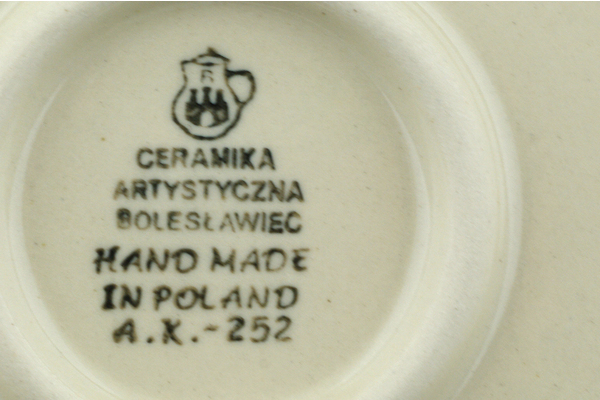 B
CERAMIKA
ARTYSTYCZNA
BOLESŁAWIEC
HAND MADE
IN POLAND
A.K.-252